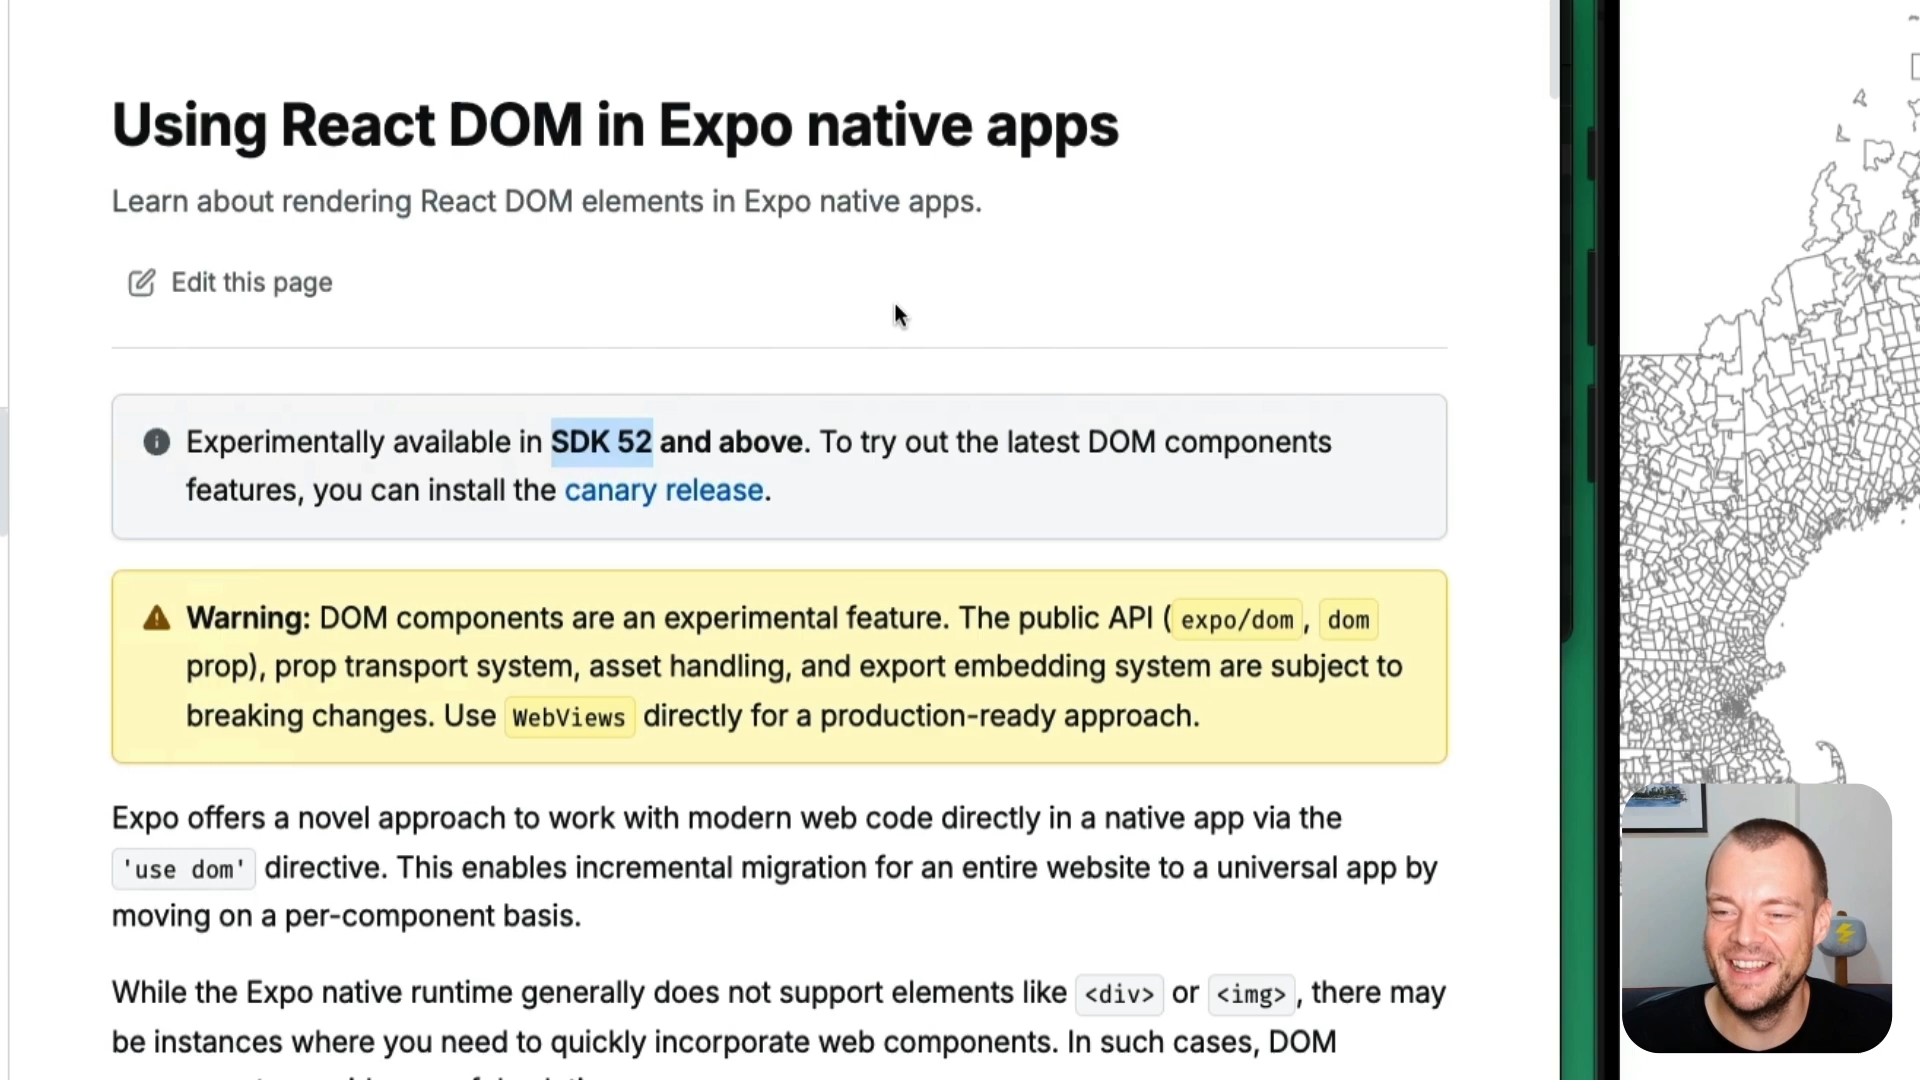 Using React DOM in Expo native apps
Learn about rendering React DOM elements in Expo native apps.
Edit this page
Experimentally available in SDK 52 and above. To try out the latest DOM components
features, you can install the canary release.
Warning: DOM components are an experimental feature. The public API ( expo/dom , dom
prop), prop transport system, asset handling, and export embedding system are subject to
breaking changes. Use WebViews directly for a production-ready approach.
Expo offers a novel approach to work with modern web code directly in a native app via the
'use dom' directive. This enables incremental migration for an entire website to a universal app by
moving on a per-component basis.
While the Expo native runtime generally does not support elements like <div> or <img> , there may
be instances where you need to quickly incorporate web components. In such cases, DOM